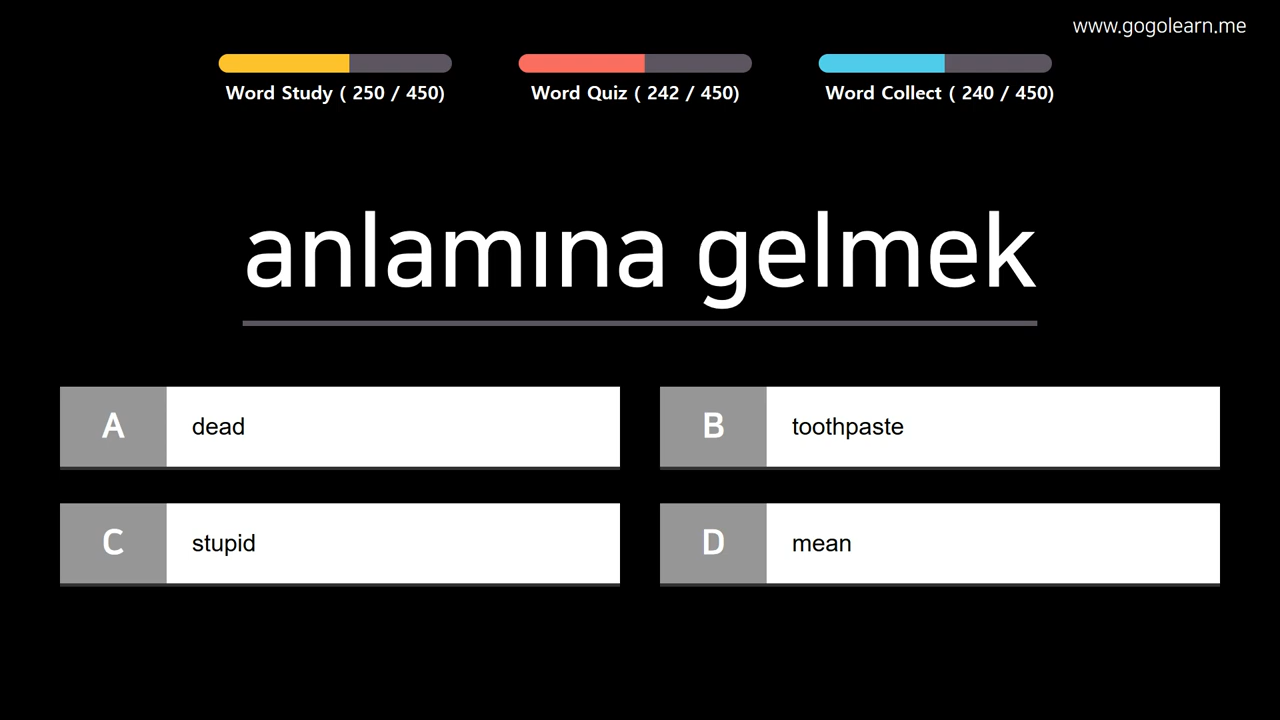 www.gogolearn.me
Word Study ( 250 / 450)
Word Quiz ( 242 / 450)
Word Collect ( 240 / 450)
anlamına gelmek
A dead
B toothpaste
C stupid
D mean